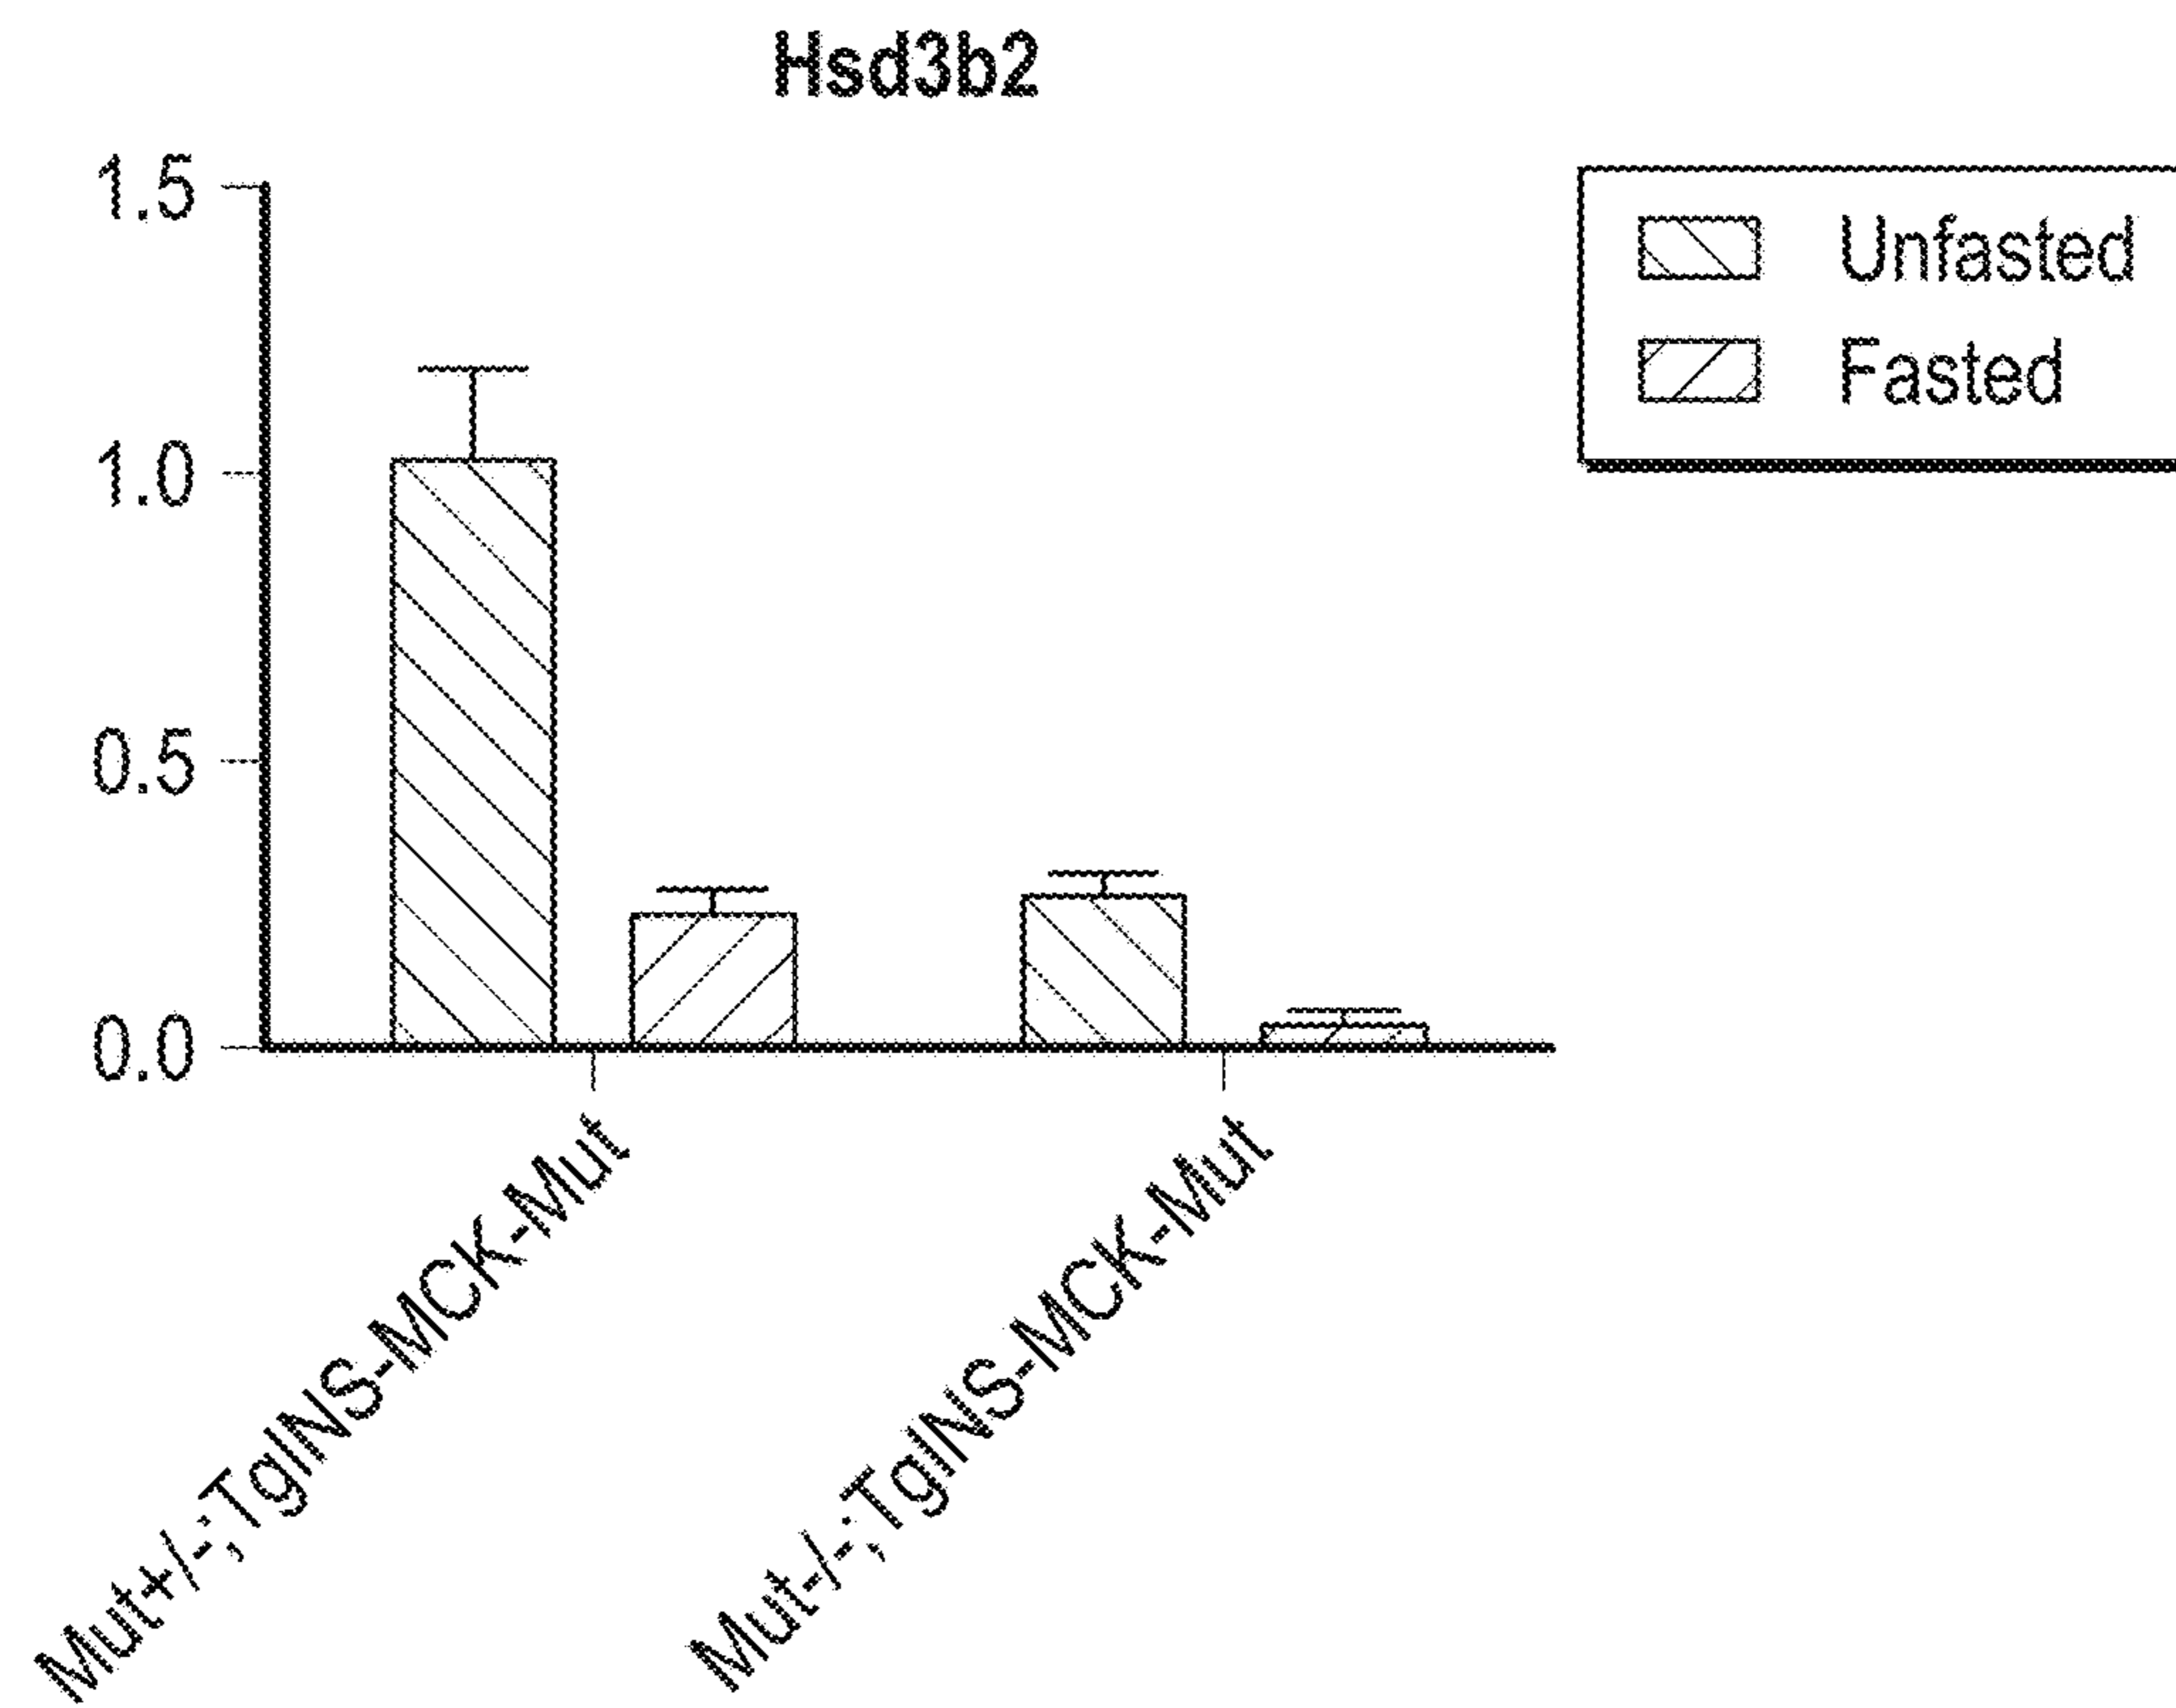 Hsd3b2
1.5
1.0
0.5
0.0
Unfasted
Fasted
Mut+/-;TgINS-MCK-Mut
Mut-/-;TgINS-MCK-Mut